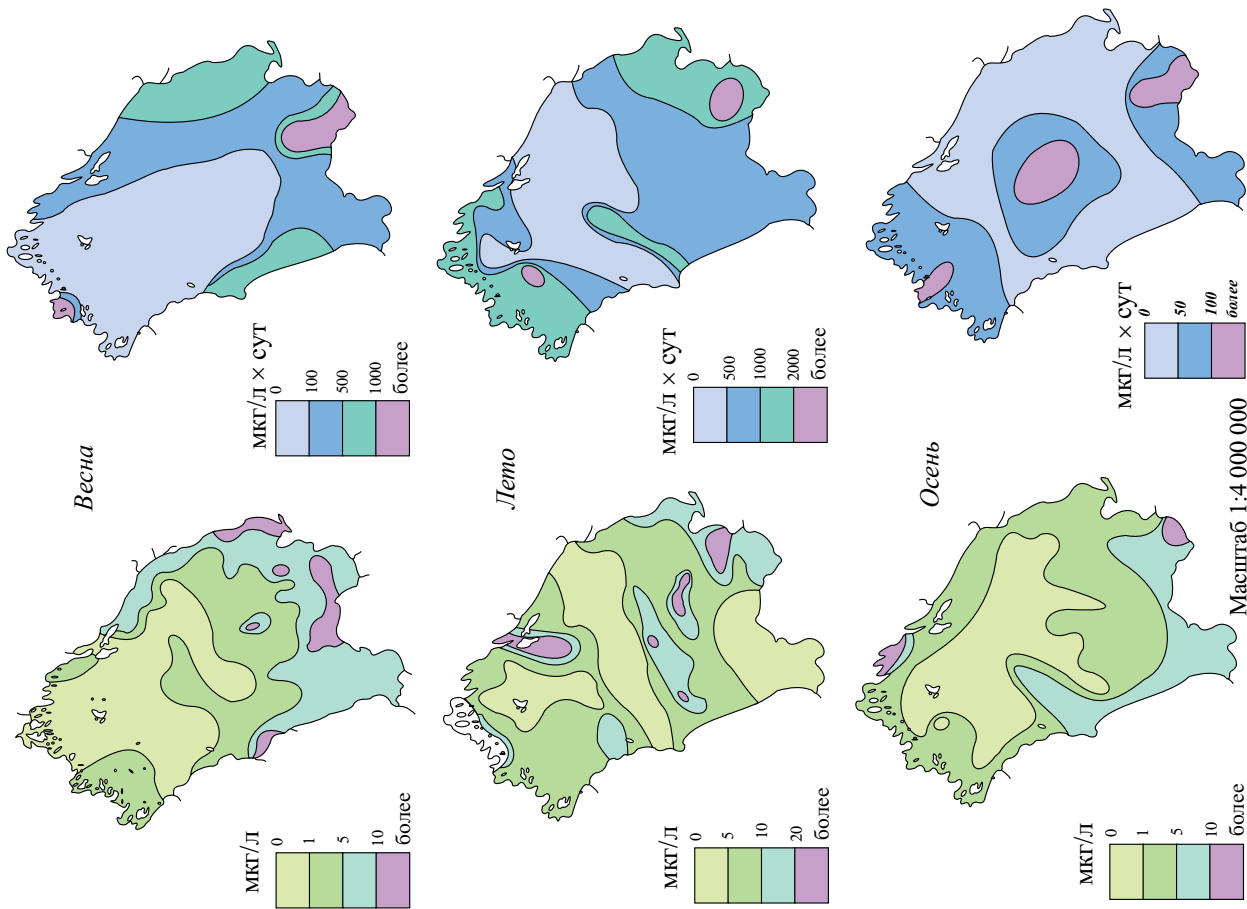 Весна
мкг/л
0
1
5
10
более
мкг/л × сут
0
100
500
1000
более
Лето
мкг/л
0
5
10
20
более
мкг/л × сут
0
500
1000
2000
более
Осень
мкг/л
0
1
5
10
более
мкг/л × сут
0
50
100
более
Масштаб 1:4 000 000